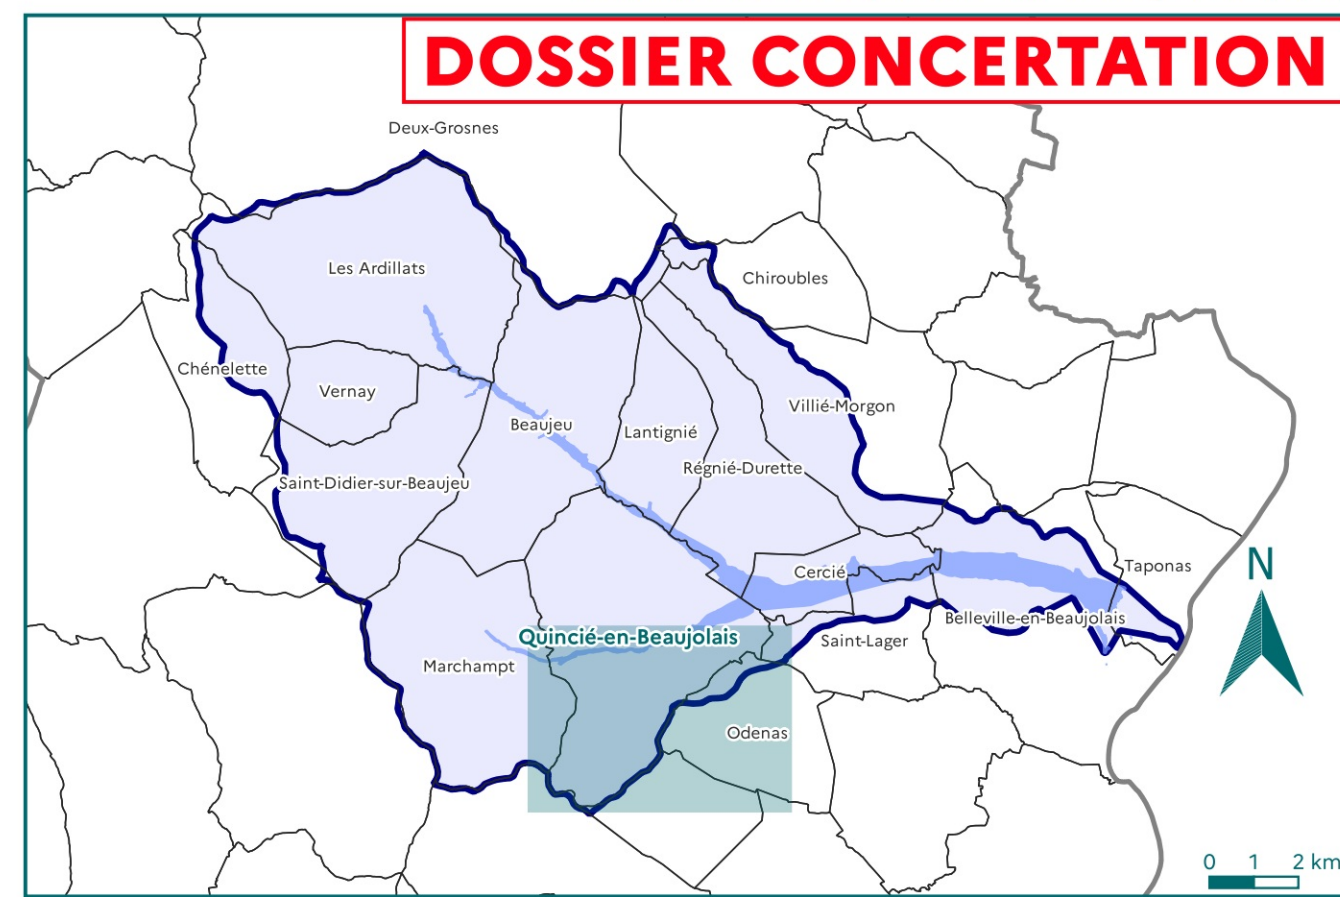 DOSSIER CONCERTATION
Deux-Grosnes
Les Ardillats
Chiroubles
Chénelette
Vernay
Villié-Morgon
Beaujeu
Lantignié
Régnié-Durette
Saint-Didier-sur-Beaujeu
N
Taponas
Cercié
Belleville-en-Beaujolais
Quincié-en-Beaujolais
Saint-Lager
Marchampt
Odenas
0 1 2 km